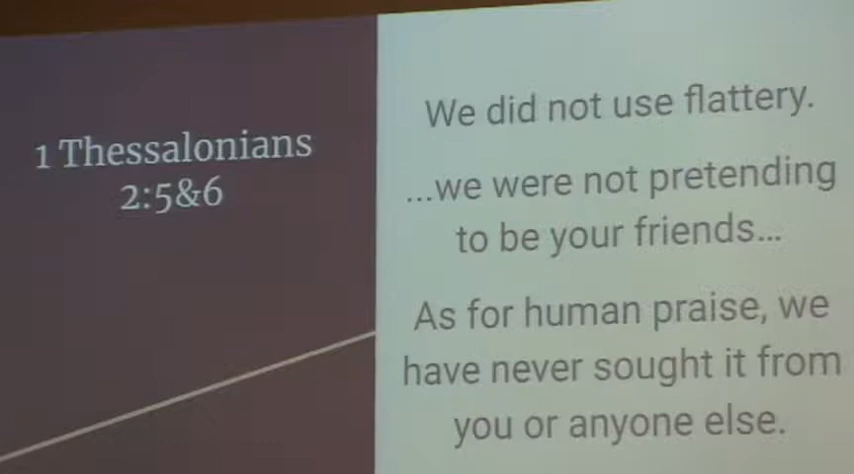 1 Thessalonians
2:5&6
We did not use flattery.
...we were not pretending
to be your friends...
As for human praise, we
have never sought it from
you or anyone else.